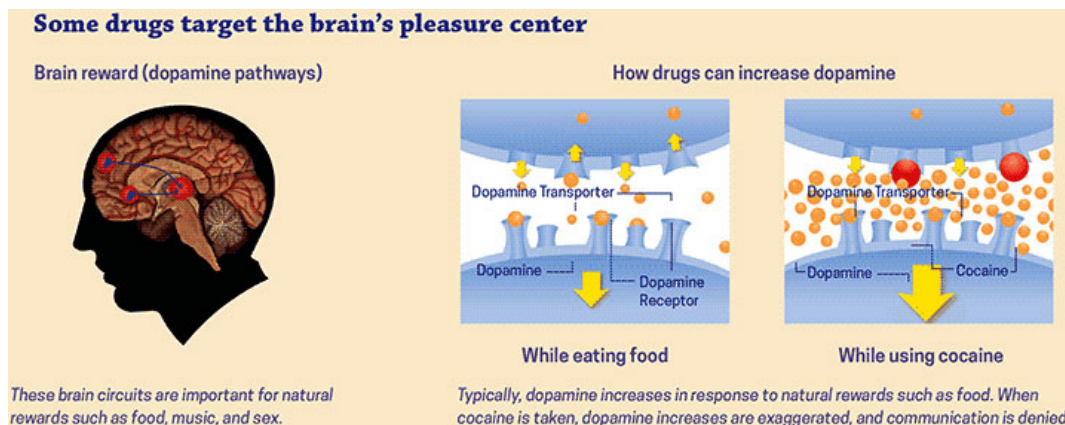 Some drugs target the brain's pleasure center
Brain reward (dopamine pathways)
These brain circuits are important for natural
rewards such as food, music, and sex.
How drugs can increase dopamine
Dopamine Transporter
Dopamine
Dopamine
Receptor
While eating food
Dopamine Transporter
Dopamine
Cocaine
While using cocaine
Typically, dopamine increases in response to natural rewards such as food. When
cocaine is taken, dopamine increases are exaggerated, and communication is denied